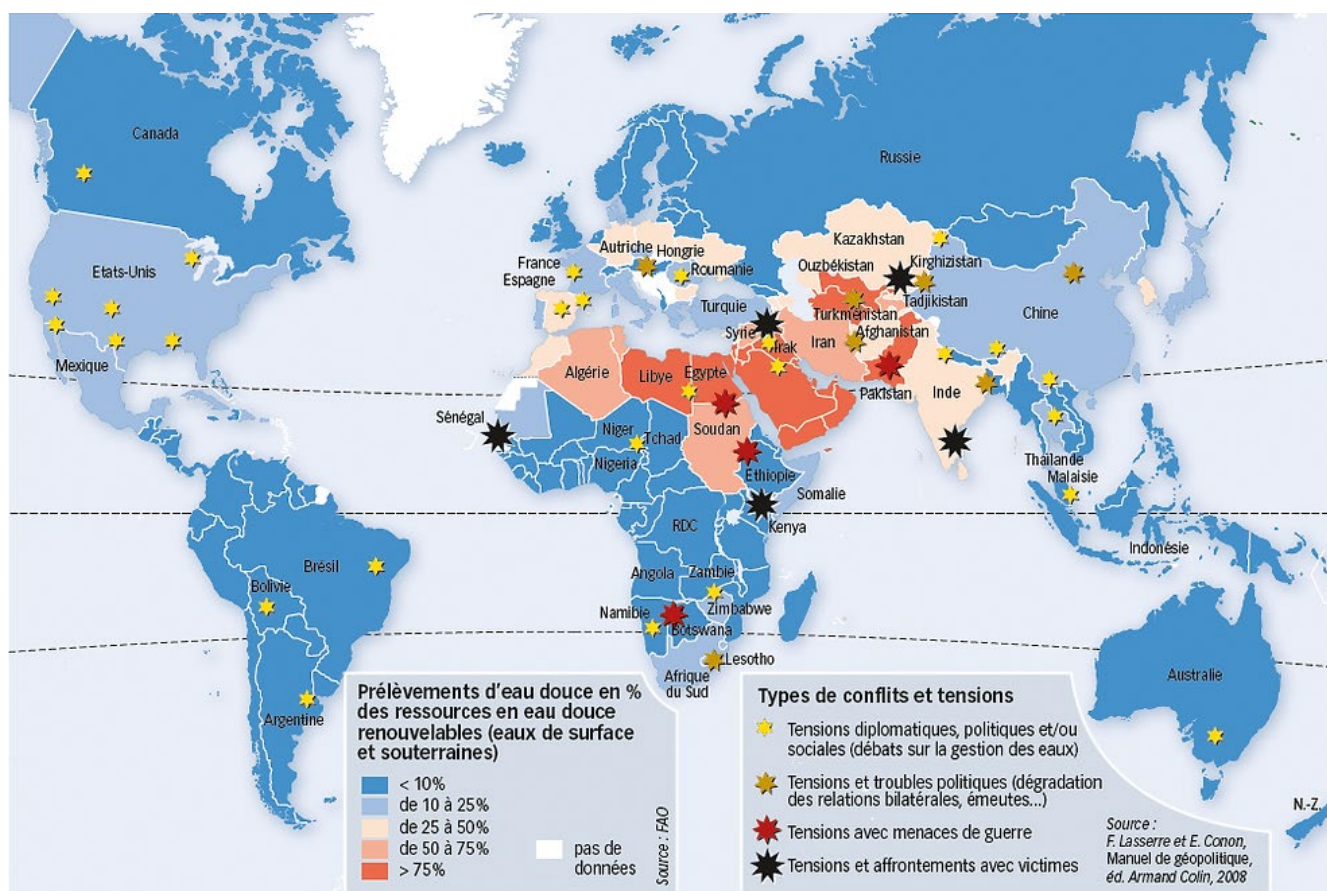 Canada
Russie
Etats-Unis
Mexique
France
Espagne
Autriche
Hongrie
Roumanie
Turquie
Syrie
Irak
Iran
Kazakhstan
Ouzbékistan
Kirghizistan
Tadjikistan
Turkménistan
Afghanistan
Pakistan
Chine
Inde
Algérie
Libye
Egypte
Sénégal
Niger
Tchad
Soudan
Nigeria
Ethiopie
Somalie
Kenya
RDC
Thaïlande
Malaisie
Indonésie
Brésil
Bolivie
Argentine
Angola
Zambie
Namibie
Zimbabwe
Botswana
Lesotho
Afrique
du Sud
Australie
N.-Z.
Prélèvements d'eau douce en %
des ressources en eau douce
renouvelables (eaux de surface
et souterraines)
< 10%
de 10 à 25%
de 25 à 50%
de 50 à 75%
> 75%
pas de
données
Source : FAO
Types de conflits et tensions
Tensions diplomatiques, politiques et/ou
sociales (débats sur la gestion des eaux)
Tensions et troubles politiques (dégradation
des relations bilatérales, émeutes...)
Tensions avec menaces de guerre
Tensions et affrontements avec victimes
Source :
F. Lasserre et E. Conon,
Manuel de géopolitique,
éd. Armand Colin, 2008